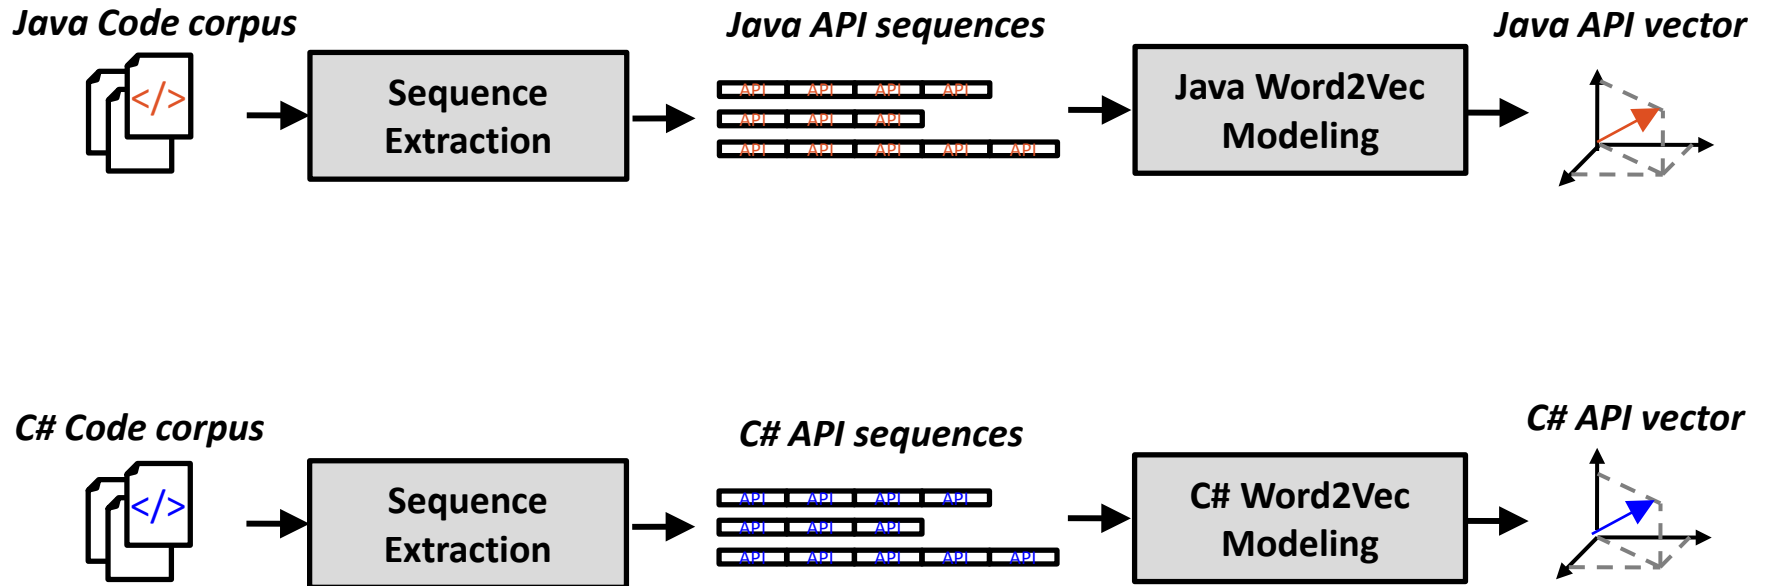 Java Code corpus
Java API sequences
Java API vector
</>
Sequence
Extraction
API API API API
API API API
API API API API API
Java Word2Vec
Modeling
C# Code corpus
C# API sequences
C# API vector
</>
Sequence
Extraction
API API API API
API API API
API API API API API
C# Word2Vec
Modeling